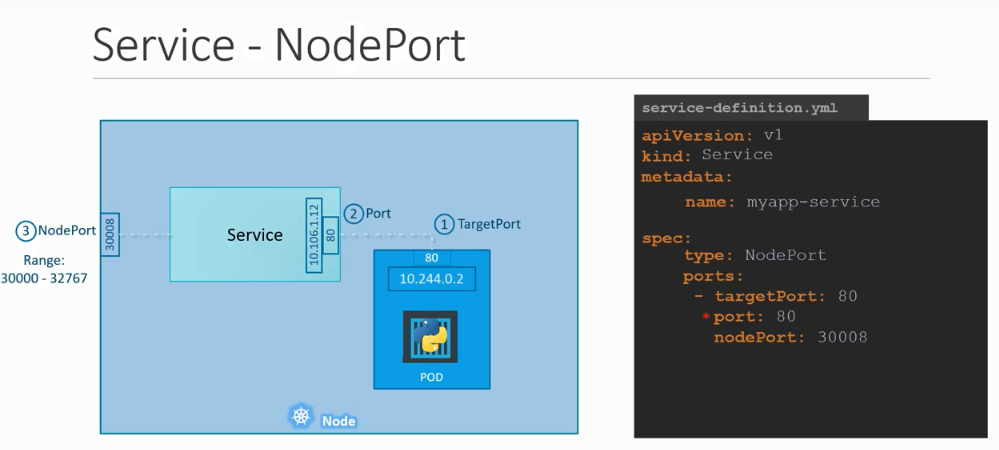 Service - NodePort
3 NodePort
Range:
30000 - 32767
30008
Service
10.106.1.12
80
2 Port
1 TargetPort
80
10.244.0.2
POD
Node
service-definition.yml
apiVersion: v1
kind: Service
metadata:
name: myapp-service
spec:
type: NodePort
ports:
- targetPort: 80
* port: 80
nodePort: 30008